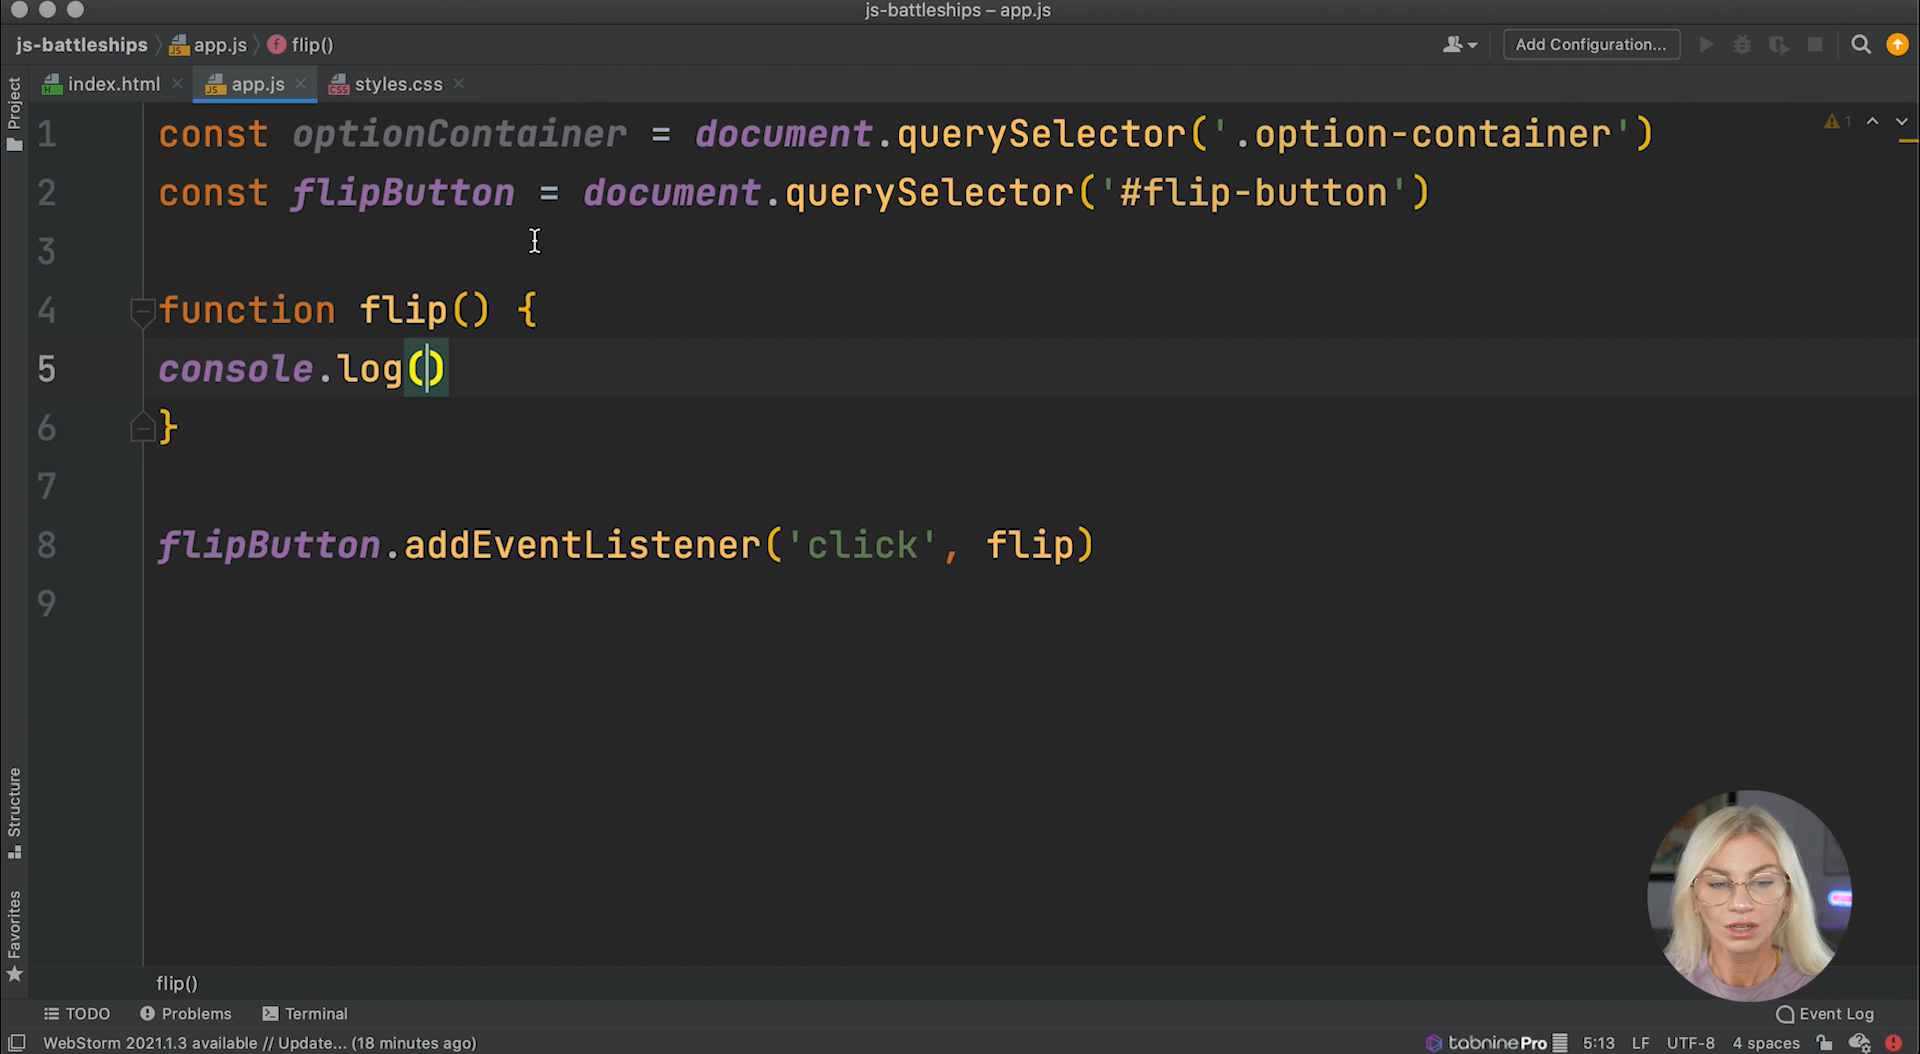 js-battleships – app.js
js-battleships app.js flip()
Add Configuration...
index.html app.js styles.css
Project
1 const optionContainer = document.querySelector('.option-container')
1
2 const flipButton = document.querySelector('#flip-button')
3
4 function flip() {
5 console.log()
6 }
7
8 flipButton.addEventListener('click', flip)
9
Structure
Favorites
flip()
TODO Problems Terminal Event Log
WebStorm 2021.1.3 available // Update... (18 minutes ago) tabnine Pro 5:13 LF UTF-8 4 spaces